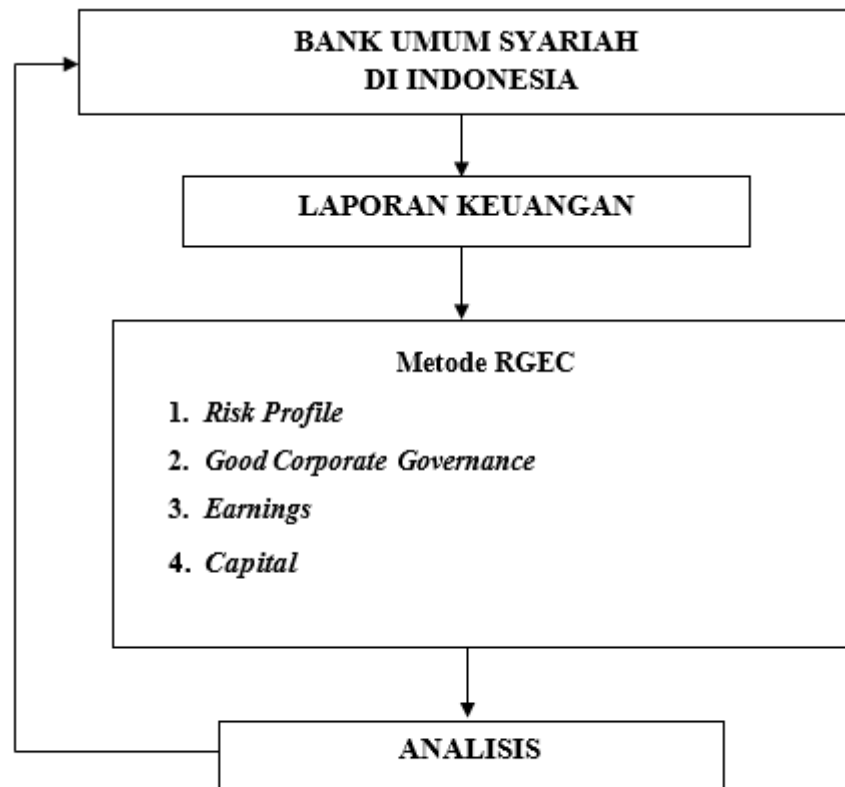 BANK UMUM SYARIAH
DI INDONESIA
LAPORAN KEUANGAN
Metode RGEC
1. Risk Profile
2. Good Corporate Governance
3. Earnings
4. Capital
ANALISIS